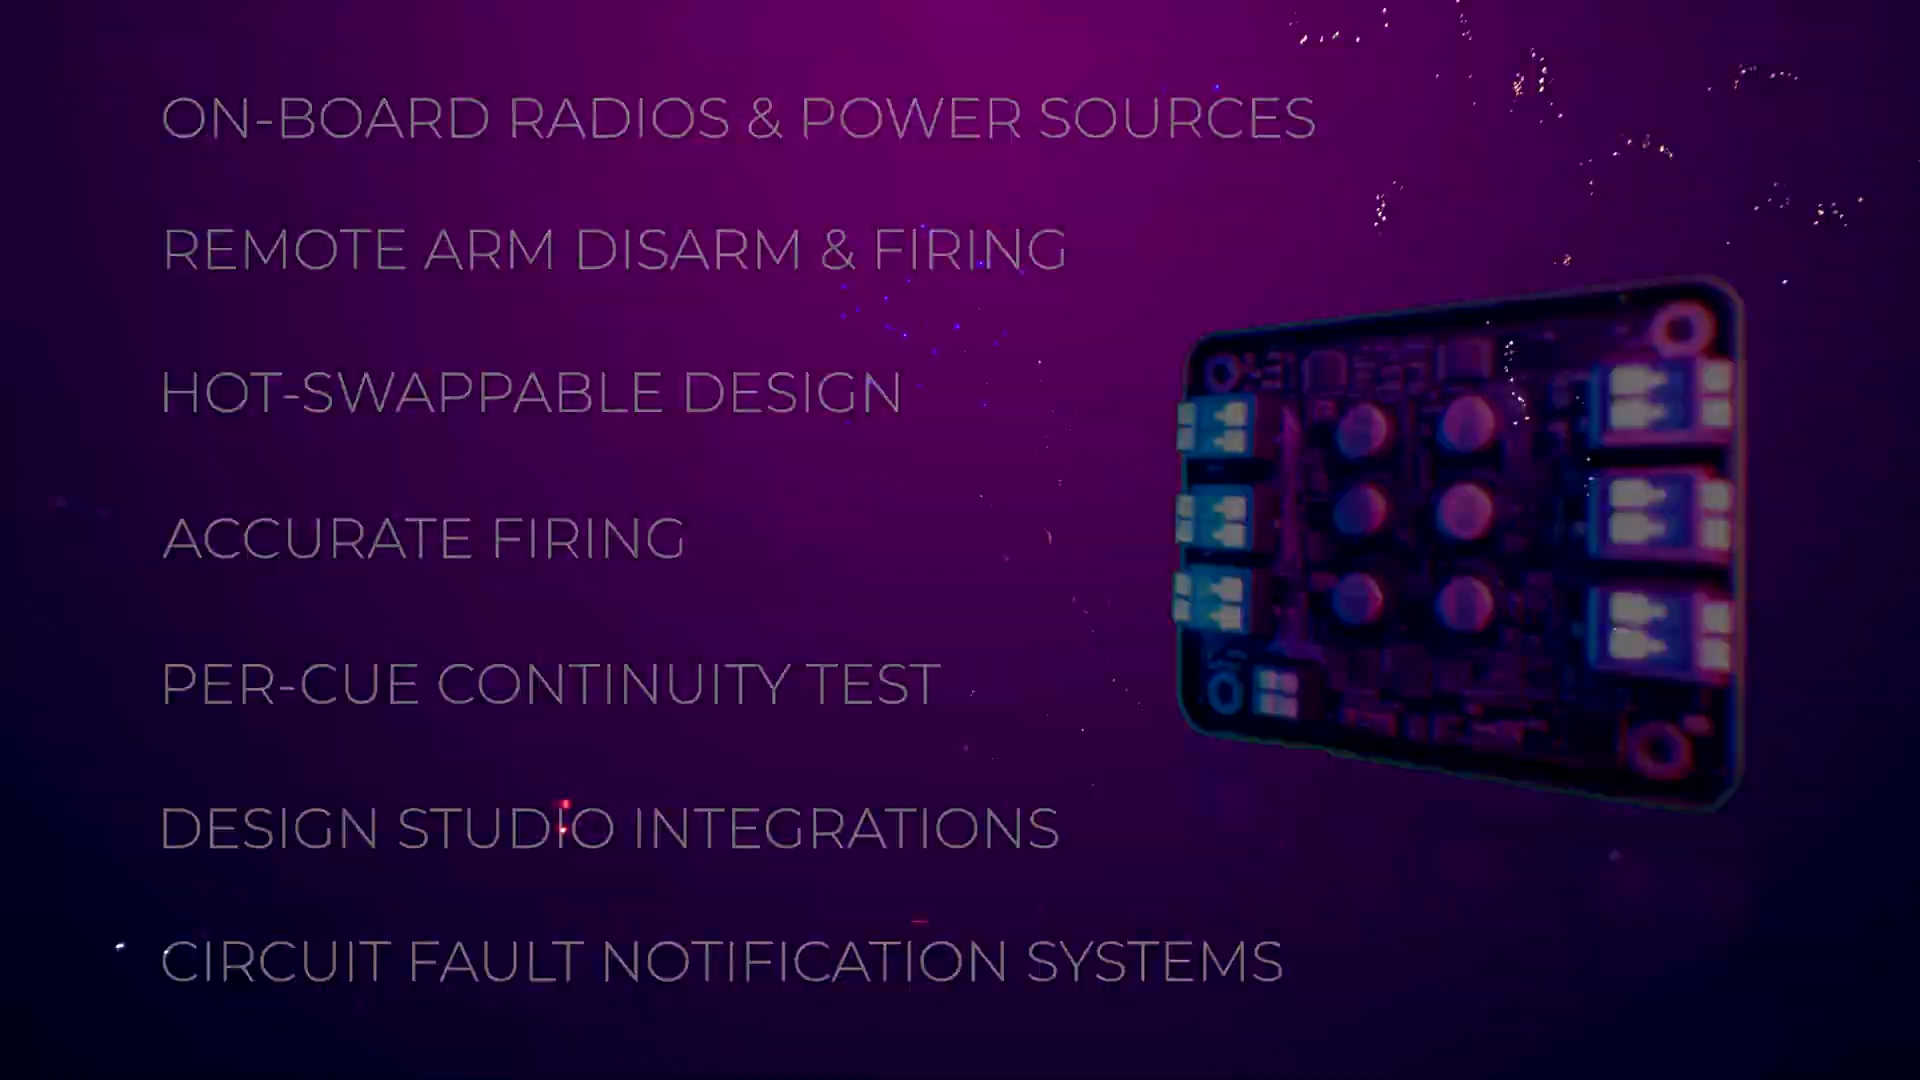 ON-BOARD RADIOS & POWER SOURCES
REMOTE ARM DISARM & FIRING
HOT-SWAPPABLE DESIGN
ACCURATE FIRING
PER-CUE CONTINUITY TEST
DESIGN STUDIO INTEGRATIONS
CIRCUIT FAULT NOTIFICATION SYSTEMS